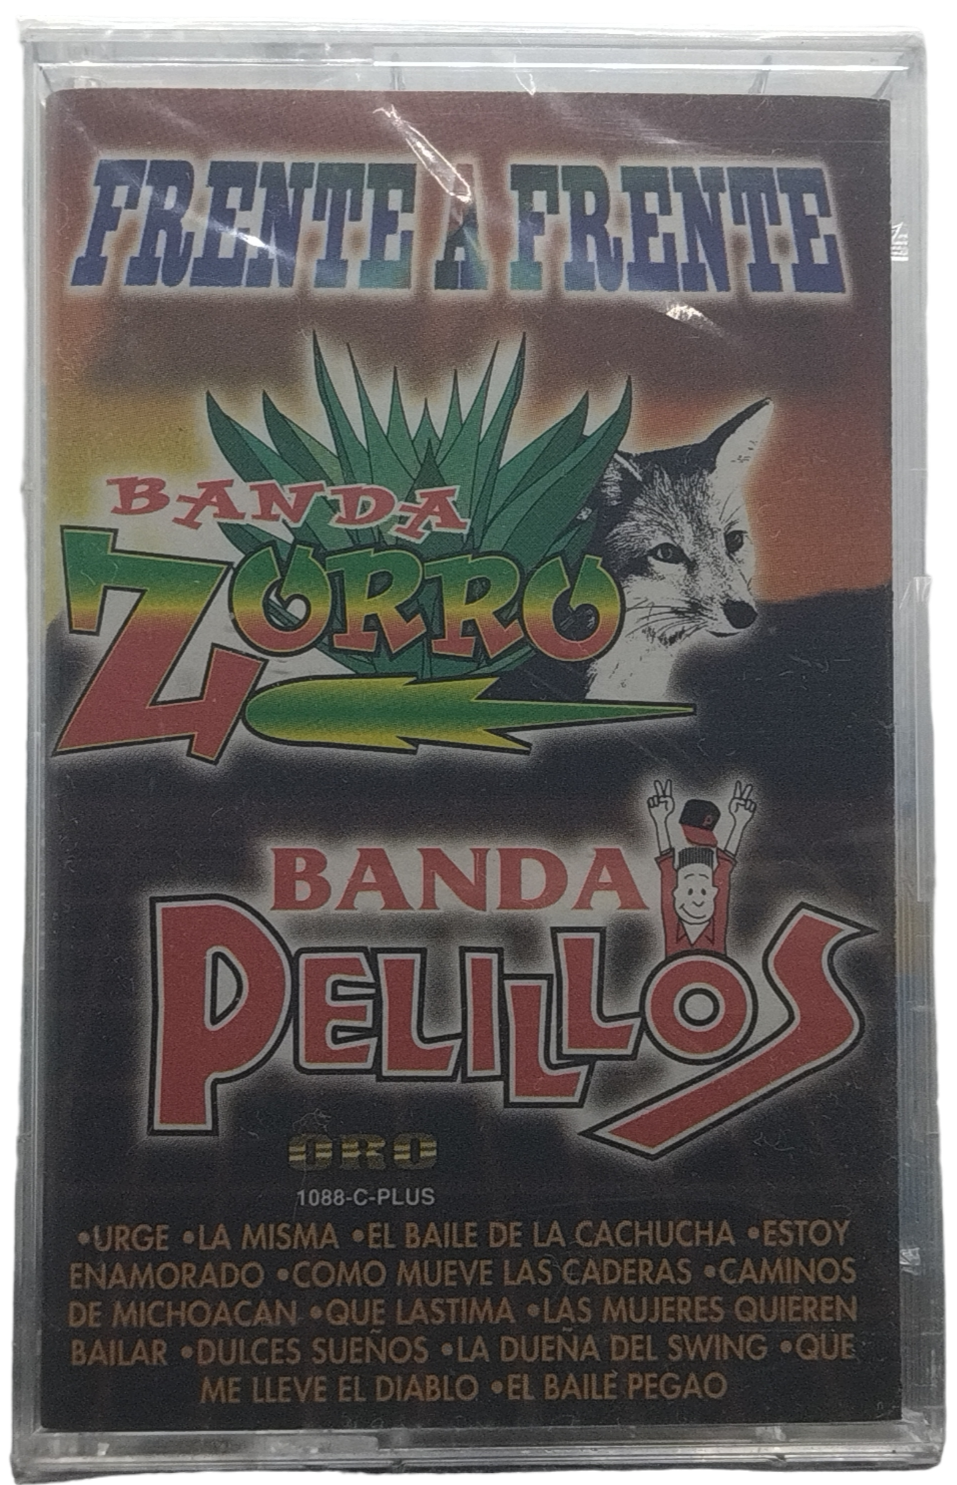 FRENTE A FRENTE
BANDA
ZORRO
BANDA
PELILLOS
ORO
1088-C-PLUS
•URGE •LA MISMA •EL BAILE DE LA CACHUCHA •ESTOY
ENAMORADO •COMO MUEVE LAS CADERAS •CAMINOS
DE MICHOACAN •QUE LASTIMA •LAS MUJERES QUIEREN
BAILAR •DULCES SUEÑOS •LA DUEÑA DEL SWING •QUE
ME LLEVE EL DIABLO •EL BAILE PEGAO